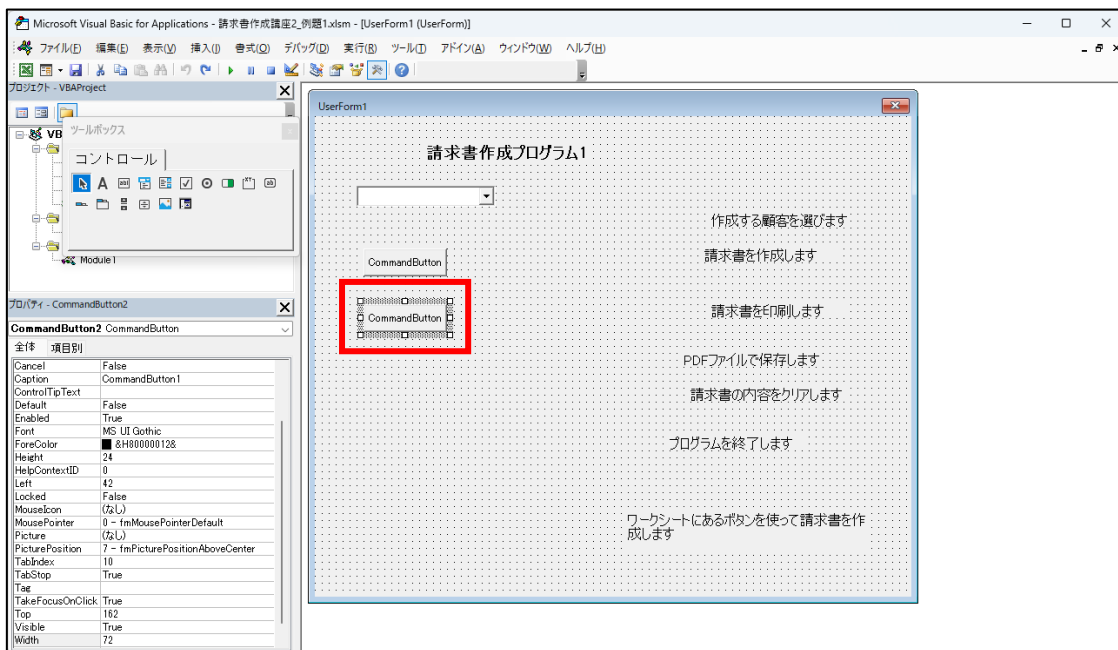 Microsoft Visual Basic for Applications - 請求書作成講座2_例題1.xlsm - [UserForm1 (UserForm)]
ファイル(F) 編集(E) 表示(V) 挿入(I) 書式(O) デバッグ(D) 実行(R) ツール(T) アドイン(A) ウィンドウ(W) ヘルプ(H)
プロジェクト - VBAProject
VB
ツールボックス
コントロール
Module1
プロパティ - CommandButton2
CommandButton2 CommandButton
全体 項目別
Cancel False
Caption CommandButton1
ControlTipText
Default False
Enabled True
Font MS UI Gothic
ForeColor &H80000012&
Height 24
HelpContextID 0
Left 42
Locked False
MouseIcon (なし)
MousePointer 0 - fmMousePointerDefault
Picture (なし)
PicturePosition 7 - fmPicturePositionAboveCenter
TabIndex 10
TabStop True
Tag
TakeFocusOnClick True
Top 162
Visible True
Width 72
UserForm1
請求書作成プログラム1
作成する顧客を選びます
CommandButton
請求書を作成します
CommandButton
請求書を印刷します
PDFファイルで保存します
請求書の内容をクリアします
プログラムを終了します
ワークシートにあるボタンを使って請求書を作
成します